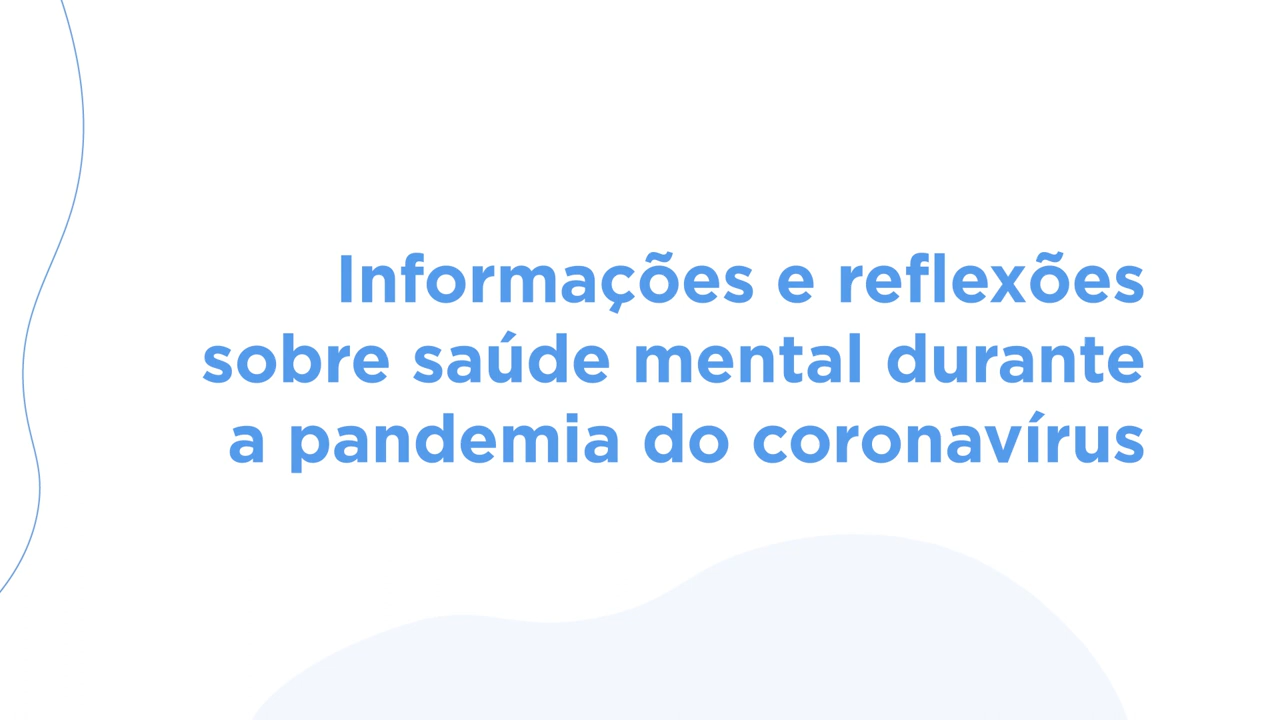 Informações e reflexões
sobre saúde mental durante
a pandemia do coronavírus